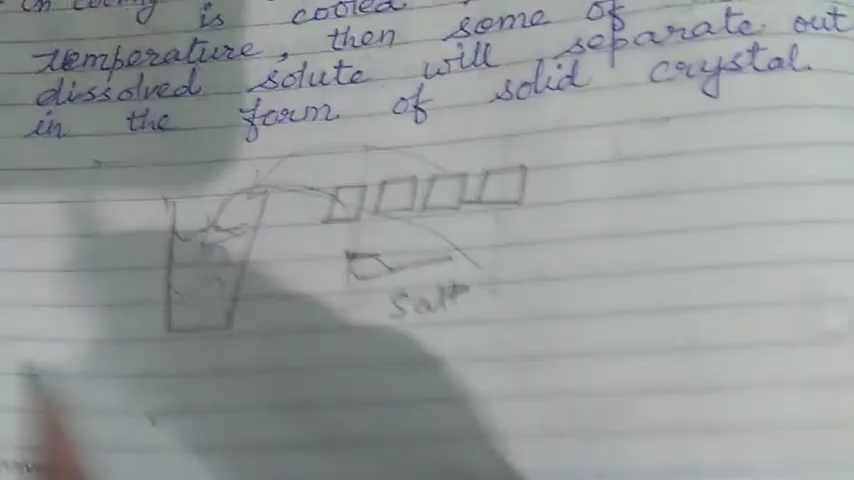 is cooled
temperature, then some of
dissolved solute will separate out
in the form of solid crystal.
Salt